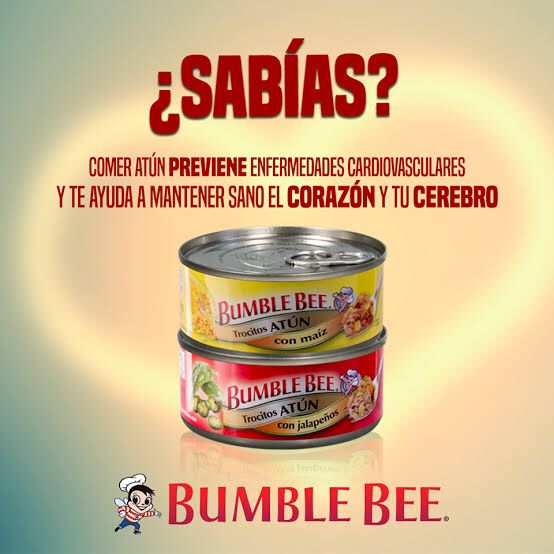 ¿SABÍAS?
COMER ATÚN PREVIENE ENFERMEDADES CARDIOVASCULARES
Y TE AYUDA A MANTENER SANO EL CORAZÓN Y TU CEREBRO
BUMBLE BEE®
Trocitos ATÚN
con maíz
BUMBLE BEE®
Trocitos ATÚN
con jalapeños
BUMBLE BEE®